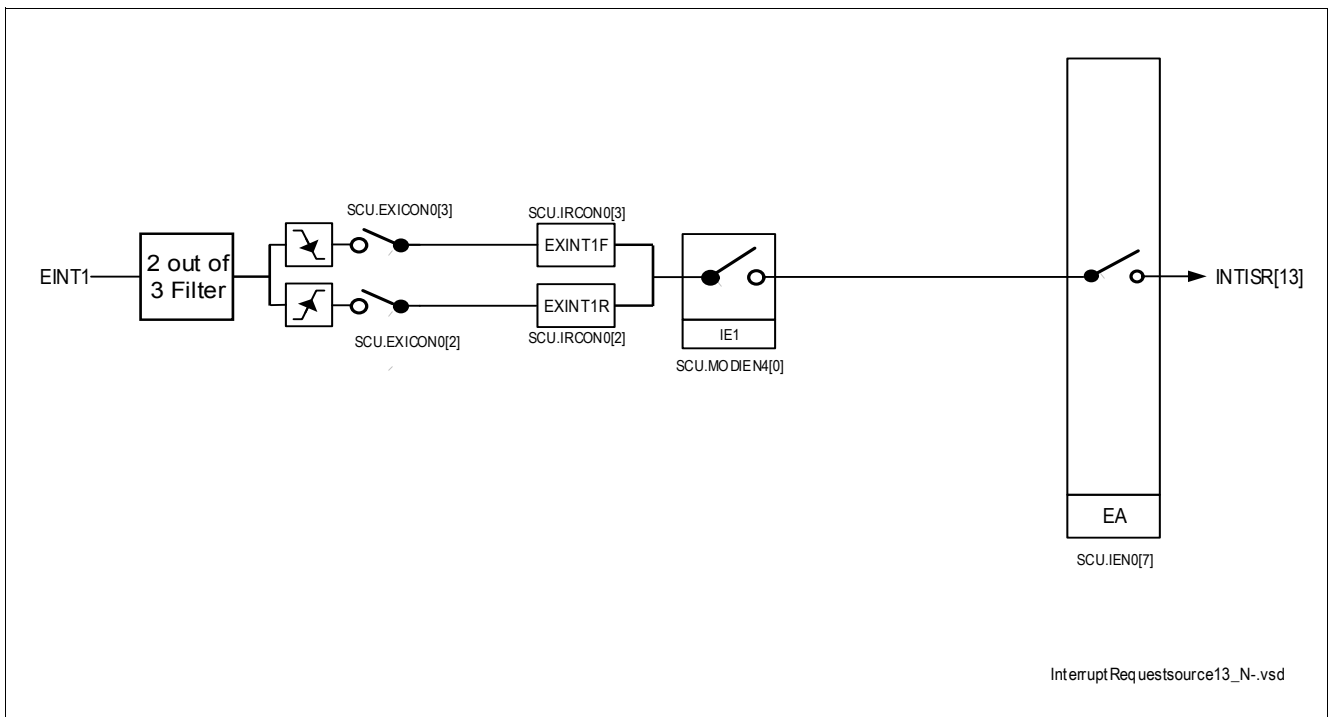 SCU.EXICON0[3]
SCU.IRCON0[3]
EINT1
2 out of
3 Filter
EXINT1F
EXINT1R
SCU.EXICON0[2]
SCU.IRCON0[2]
IE1
SCU.MODIEN4[0]
INTISR[13]
EA
SCU.IEN0[7]
InterruptRequestsource13_N-.vsd